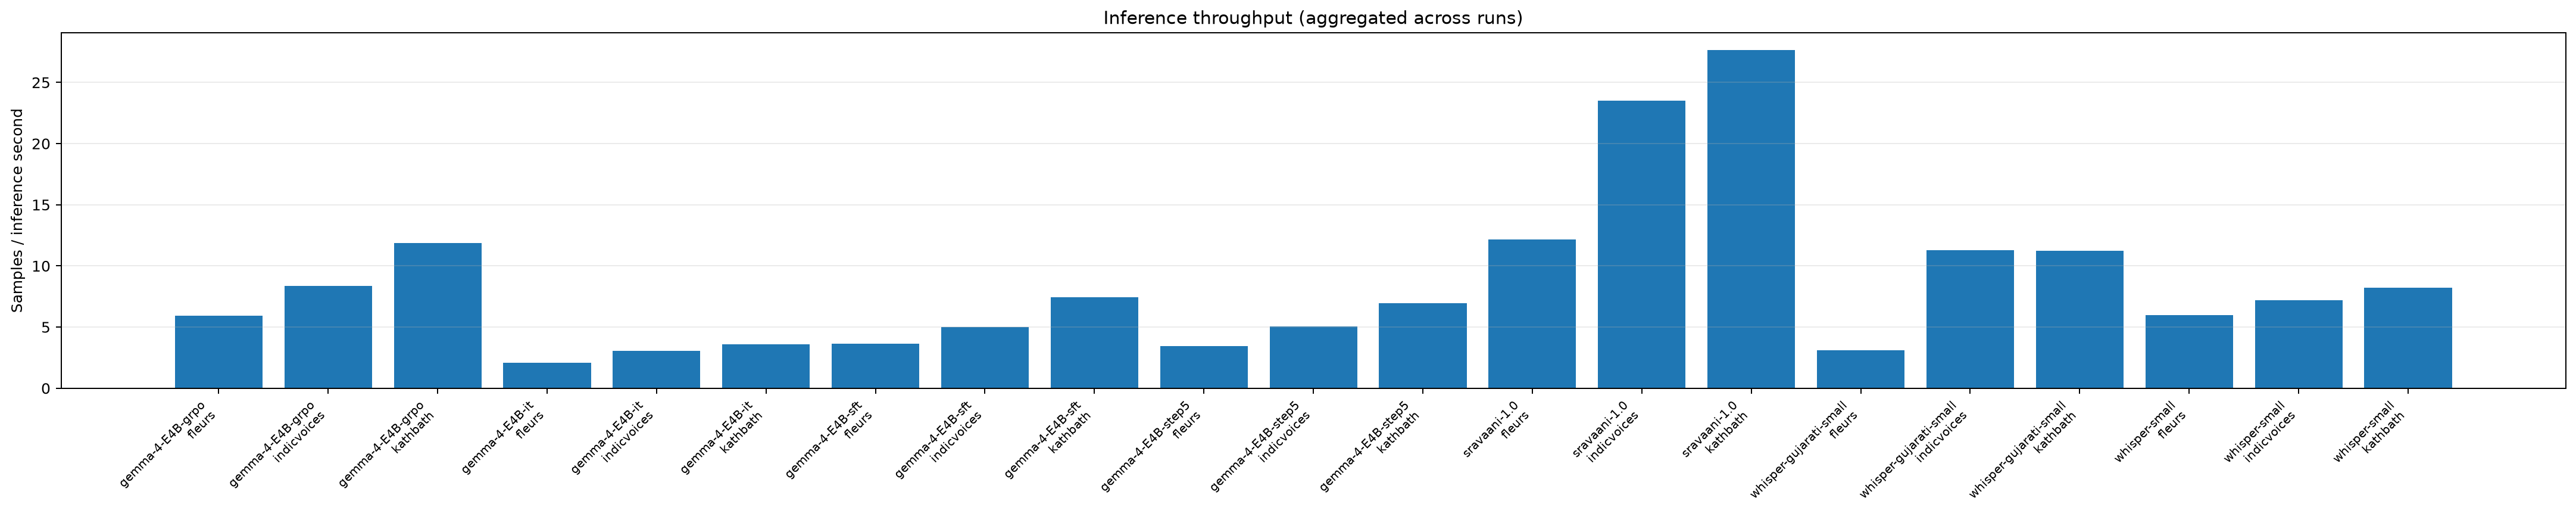 Inference throughput (aggregated across runs)
Samples / inference second
25
20
15
10
5
0
gemma-4-E4B-grpo
fleurs
gemma-4-E4B-grpo
indicvoices
gemma-4-E4B-grpo
kathbath
gemma-4-E4B-it
fleurs
gemma-4-E4B-it
indicvoices
gemma-4-E4B-it
kathbath
gemma-4-E4B-sft
fleurs
gemma-4-E4B-sft
indicvoices
gemma-4-E4B-sft
kathbath
gemma-4-E4B-step5
fleurs
gemma-4-E4B-step5
indicvoices
gemma-4-E4B-step5
kathbath
sravaani-1.0
fleurs
sravaani-1.0
indicvoices
sravaani-1.0
kathbath
whisper-gujarati-small
fleurs
whisper-gujarati-small
indicvoices
whisper-gujarati-small
kathbath
whisper-small
fleurs
whisper-small
indicvoices
whisper-small
kathbath